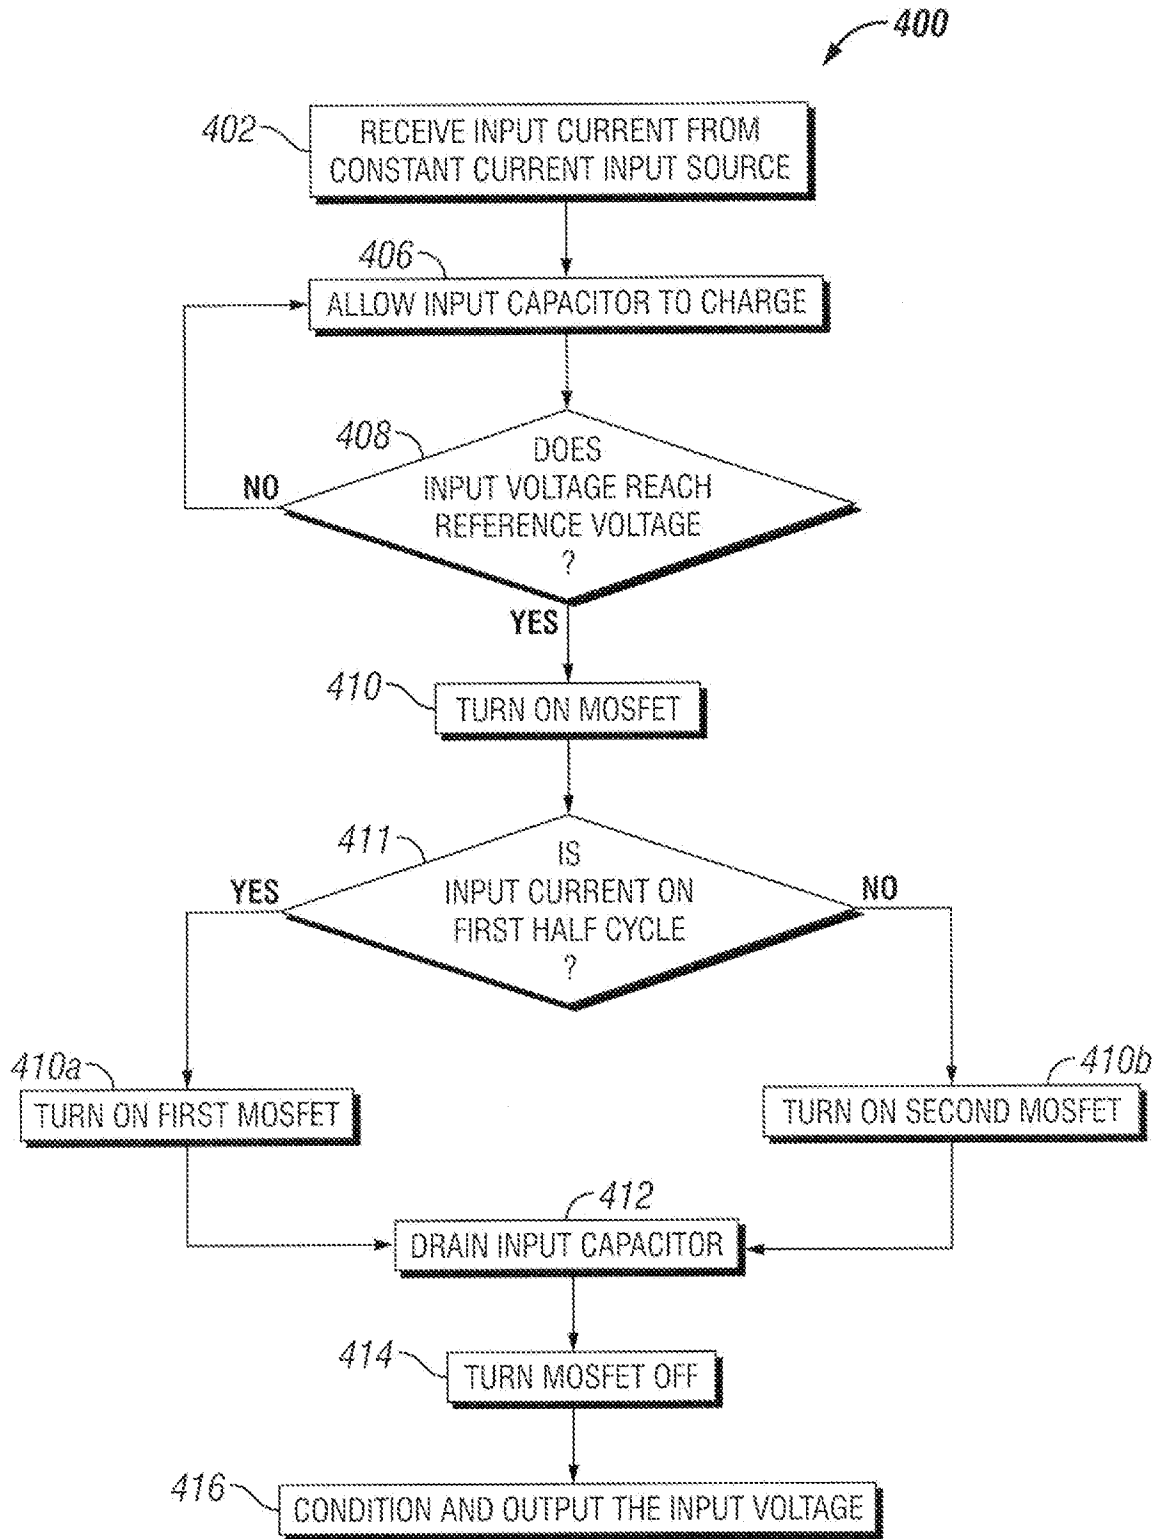 400
402
RECEIVE INPUT CURRENT FROM
CONSTANT CURRENT INPUT SOURCE
406
ALLOW INPUT CAPACITOR TO CHARGE
408
DOES
INPUT VOLTAGE REACH
REFERENCE VOLTAGE
?
NO
YES
410
TURN ON MOSFET
411
IS
INPUT CURRENT ON
FIRST HALF CYCLE
?
YES
NO
410a
TURN ON FIRST MOSFET
410b
TURN ON SECOND MOSFET
412
DRAIN INPUT CAPACITOR
414
TURN MOSFET OFF
416
CONDITION AND OUTPUT THE INPUT VOLTAGE